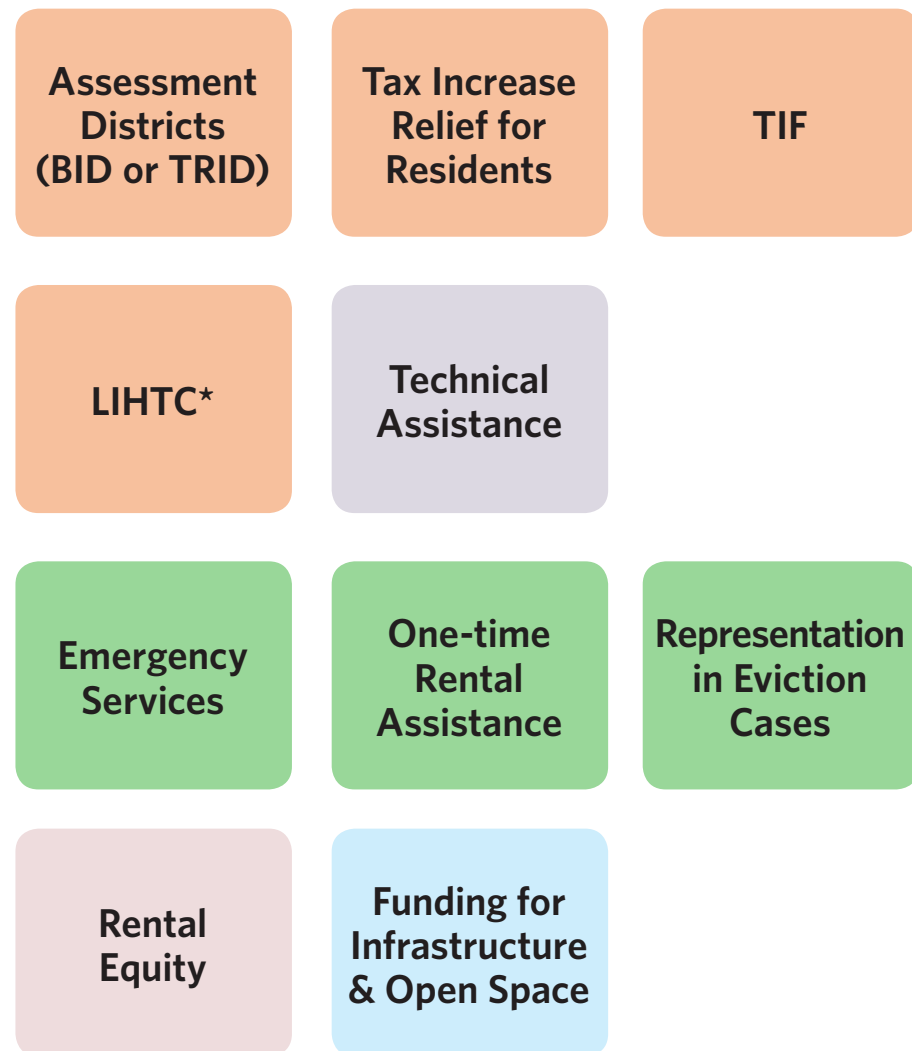 Assessment
Districts
(BID or TRID)
Tax Increase
Relief for
Residents
TIF
LIHTC*
Technical
Assistance
Emergency
Services
One-time
Rental
Assistance
Representation
in Eviction
Cases
Rental
Equity
Funding for
Infrastructure
& Open Space